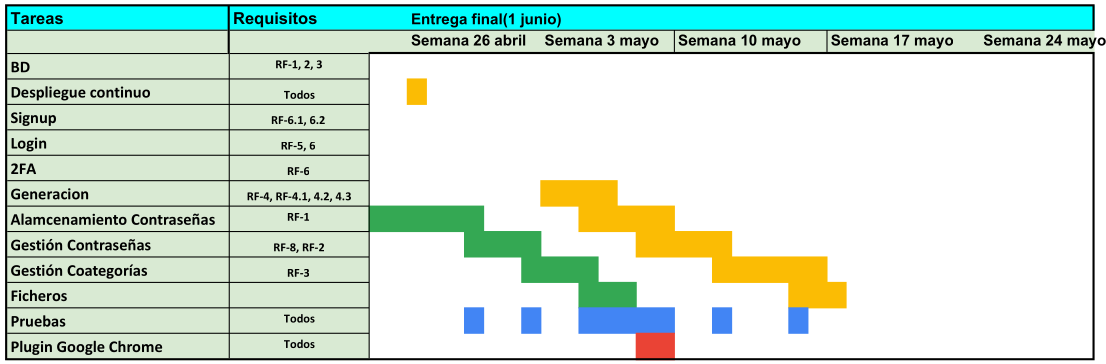 Tareas Requisitos Entrega final(1 junio)
Semana 26 abril Semana 3 mayo Semana 10 mayo Semana 17 mayo Semana 24 mayo
BD RF-1, 2, 3
Despliegue continuo Todos
Signup RF-6.1, 6.2
Login RF-5, 6
2FA RF-6
Generacion RF-4, RF-4.1, 4.2, 4.3
Alamcenamiento Contraseñas RF-1
Gestión Contraseñas RF-8, RF-2
Gestión Coategorías RF-3
Ficheros
Pruebas Todos
Plugin Google Chrome Todos